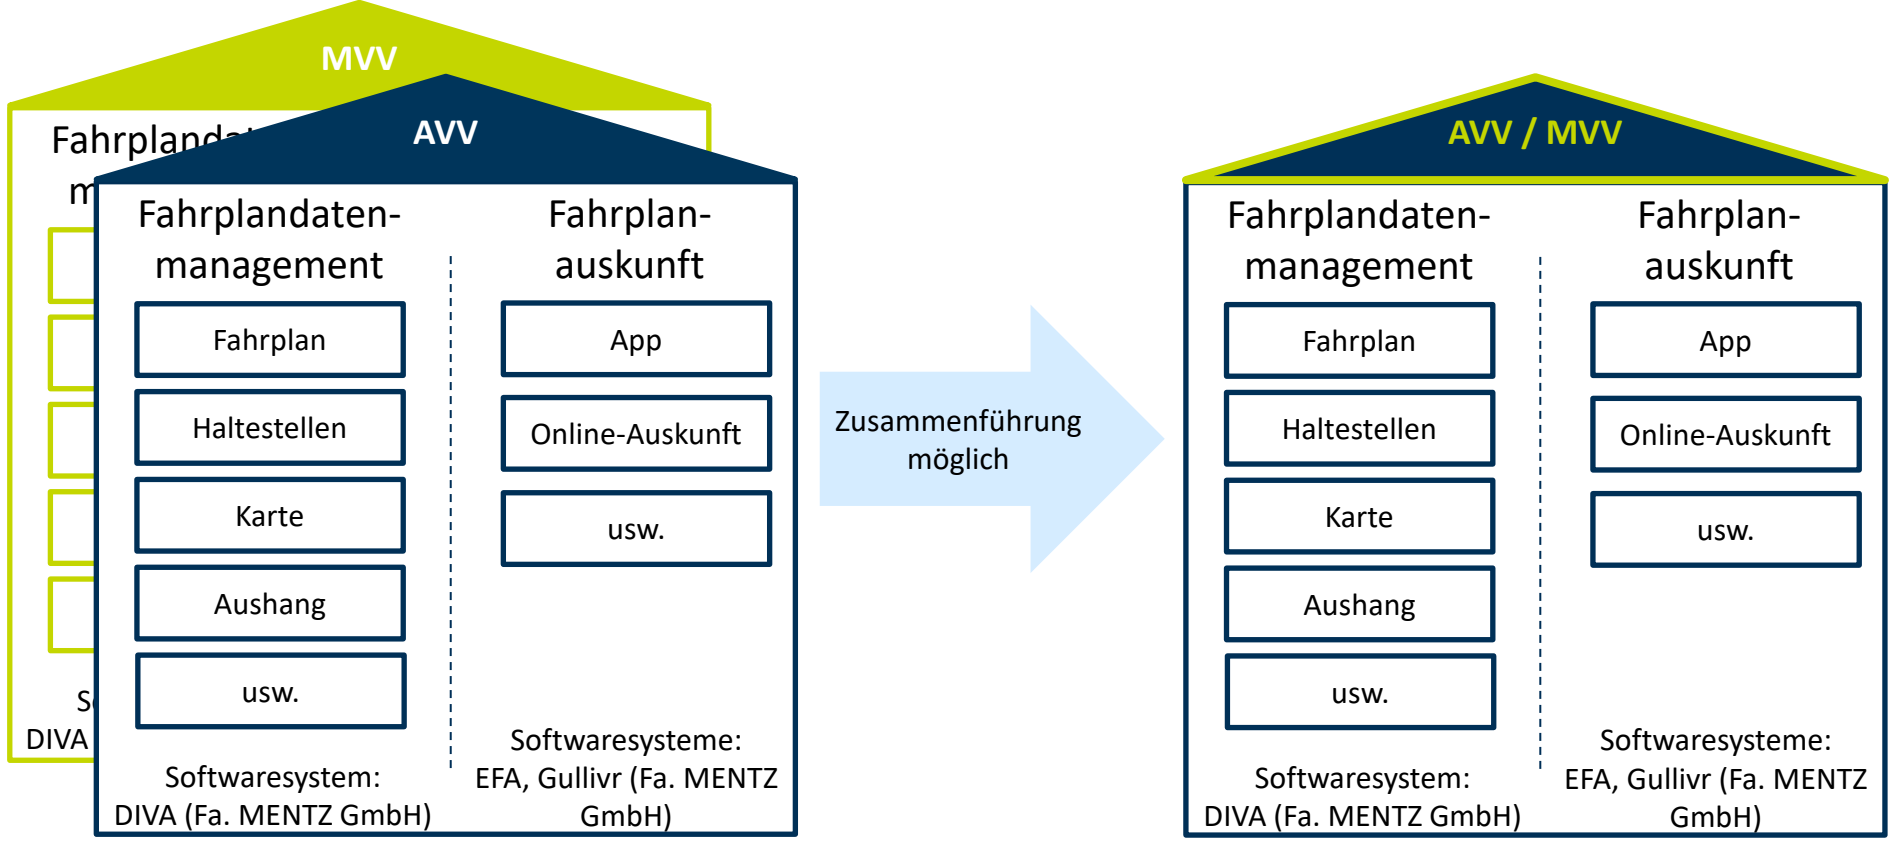 MVV
Fahrplandat
m
S
DIVA
AVV
Fahrplandaten-
management
Fahrplan
Haltestellen
Karte
Aushang
usw.
Softwaresystem:
DIVA (Fa. MENTZ GmbH)
Fahrplan-
auskunft
App
Online-Auskunft
usw.
Softwaresysteme:
EFA, Gullivr (Fa. MENTZ
GmbH)
Zusammenführung
möglich
AVV / MVV
Fahrplandaten-
management
Fahrplan
Haltestellen
Karte
Aushang
usw.
Softwaresystem:
DIVA (Fa. MENTZ GmbH)
Fahrplan-
auskunft
App
Online-Auskunft
usw.
Softwaresysteme:
EFA, Gullivr (Fa. MENTZ
GmbH)